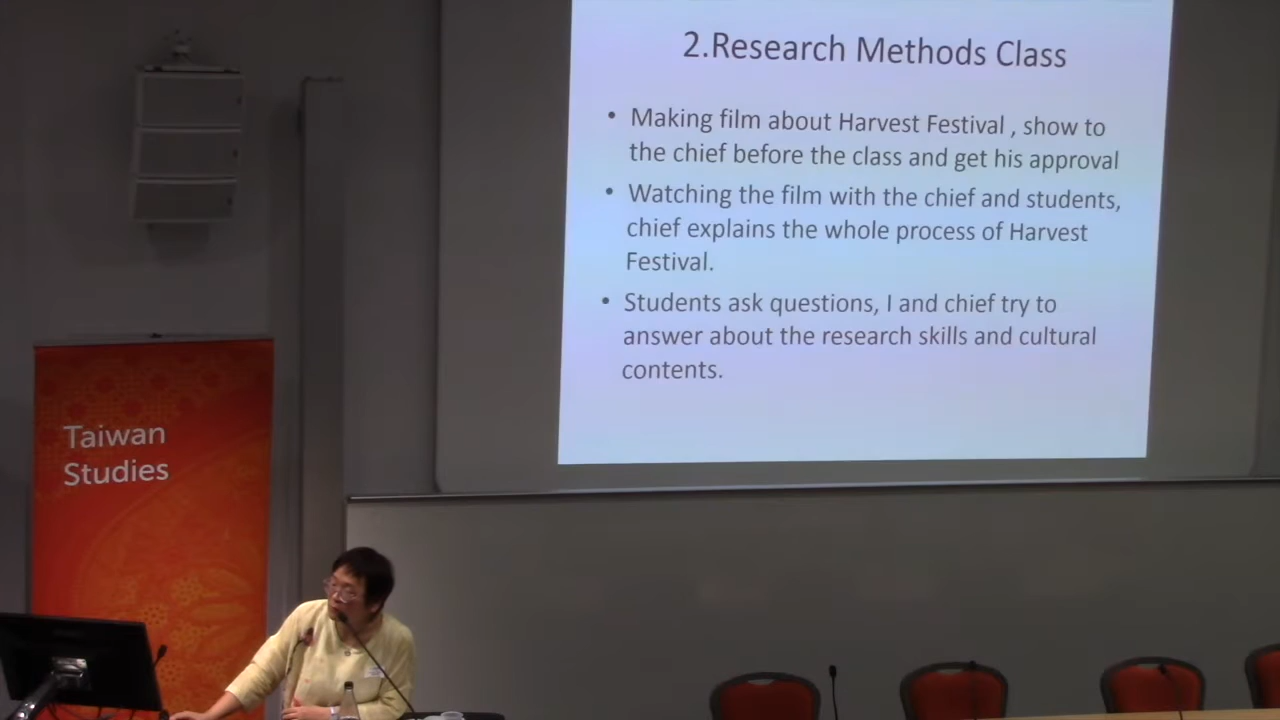 2.Research Methods Class
• Making film about Harvest Festival , show to
the chief before the class and get his approval
• Watching the film with the chief and students,
chief explains the whole process of Harvest
Festival.
• Students ask questions, I and chief try to
answer about the research skills and cultural
contents.
Taiwan
Studies